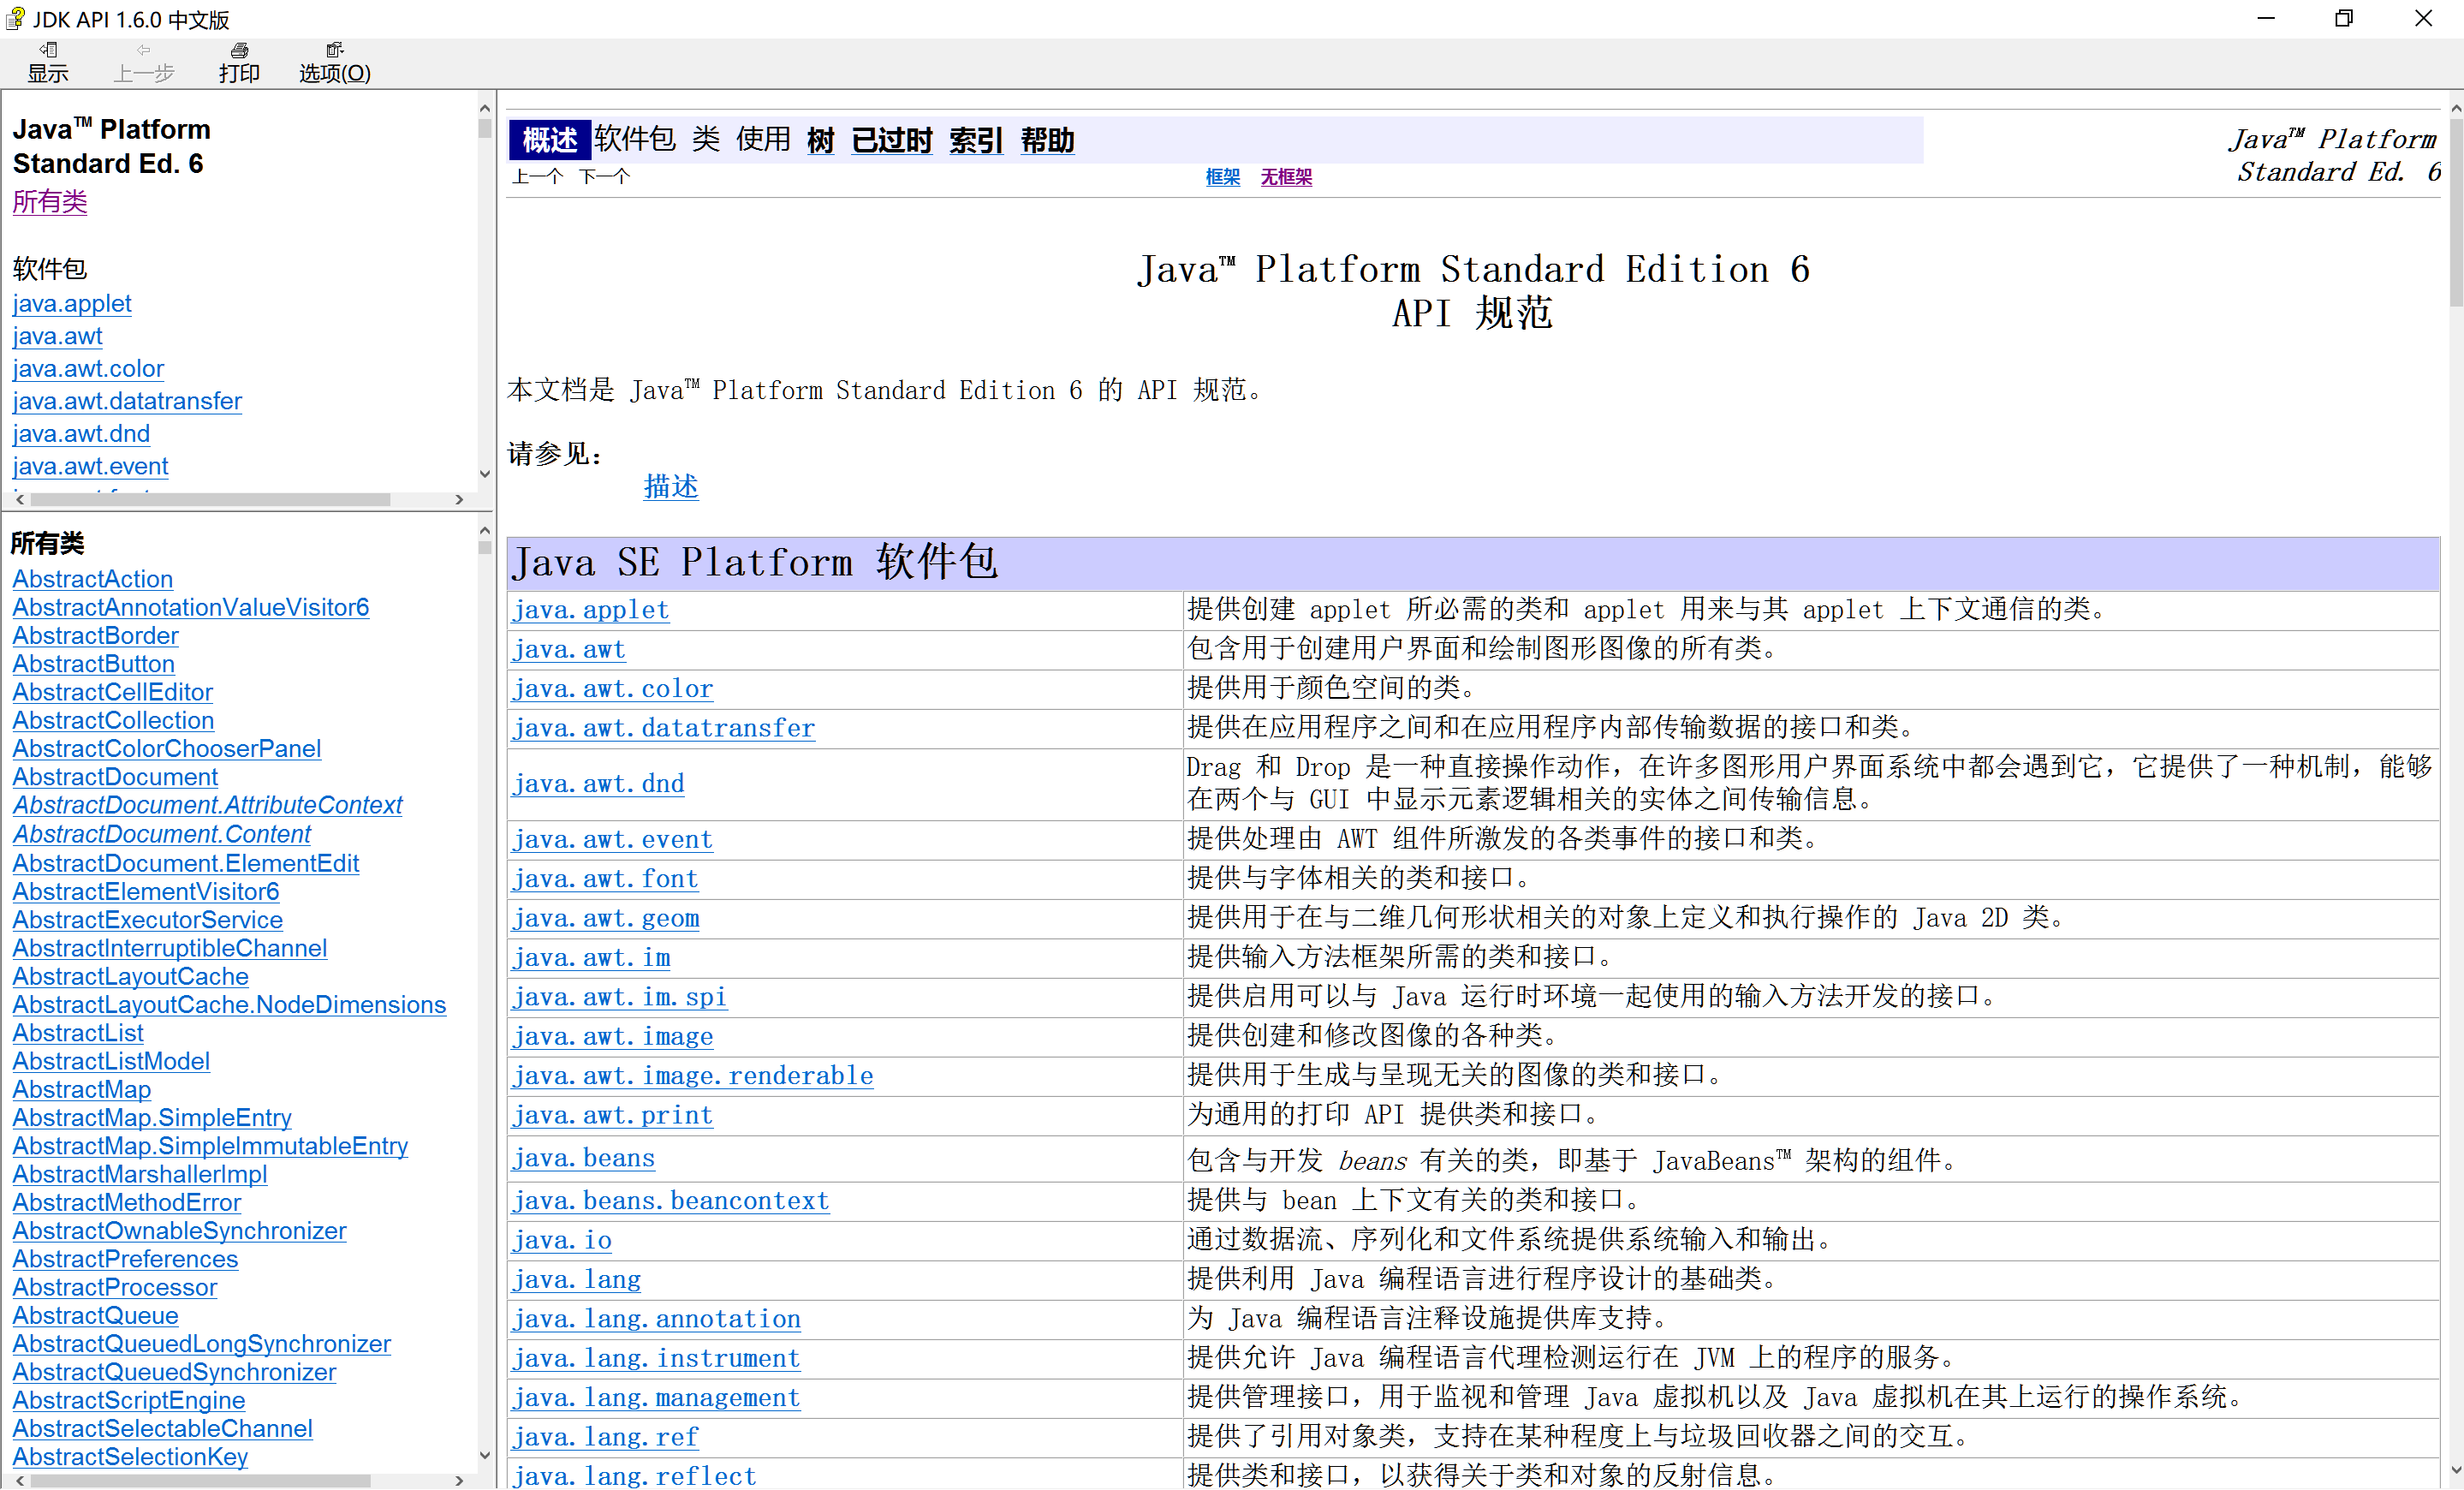 JDK API 1.6.0 中文版
显示 上一步 打印 选项(O)
Java™ Platform
Standard Ed. 6
所有类
软件包
java.applet
java.awt
java.awt.color
java.awt.datatransfer
java.awt.dnd
java.awt.event
所有类
AbstractAction
AbstractAnnotationValueVisitor6
AbstractBorder
AbstractButton
AbstractCellEditor
AbstractCollection
AbstractColorChooserPanel
AbstractDocument
AbstractDocument.AttributeContext
AbstractDocument.Content
AbstractDocument.ElementEdit
AbstractElementVisitor6
AbstractExecutorService
AbstractInterruptibleChannel
AbstractLayoutCache
AbstractLayoutCache.NodeDimensions
AbstractList
AbstractListModel
AbstractMap
AbstractMap.SimpleEntry
AbstractMap.SimpleImmutableEntry
AbstractMarshallerImpl
AbstractMethodError
AbstractOwnableSynchronizer
AbstractPreferences
AbstractProcessor
AbstractQueue
AbstractQueuedLongSynchronizer
AbstractQueuedSynchronizer
AbstractScriptEngine
AbstractSelectableChannel
AbstractSelectionKey
概述 软件包 类 使用 树 已过时 索引 帮助
Java™ Platform
Standard Ed. 6
上一个 下一个 框架 无框架
Java™ Platform Standard Edition 6
API 规范
本文档是 Java™ Platform Standard Edition 6 的 API 规范。
请参见：
描述
Java SE Platform 软件包
java.applet 提供创建 applet 所必需的类和 applet 用来与其 applet 上下文通信的类。
java.awt 包含用于创建用户界面和绘制图形图像的所有类。
java.awt.color 提供用于颜色空间的类。
java.awt.datatransfer 提供在应用程序之间和在应用程序内部传输数据的接口和类。
java.awt.dnd Drag 和 Drop 是一种直接操作动作，在许多图形用户界面系统中都会遇到它，它提供了一种机制，能够
在两个与 GUI 中显示元素逻辑相关的实体之间传输信息。
java.awt.event 提供处理由 AWT 组件所激发的各类事件的接口和类。
java.awt.font 提供与字体相关的类和接口。
java.awt.geom 提供用于在与二维几何形状相关的对象上定义和执行操作的 Java 2D 类。
java.awt.im 提供输入方法框架所需的类和接口。
java.awt.im.spi 提供启用可以与 Java 运行时环境一起使用的输入方法开发的接口。
java.awt.image 提供创建和修改图像的各种类。
java.awt.image.renderable 提供用于生成与呈现无关的图像的类和接口。
java.awt.print 为通用的打印 API 提供类和接口。
java.beans 包含与开发 beans 有关的类，即基于 JavaBeans™ 架构的组件。
java.beans.beancontext 提供与 bean 上下文有关的类和接口。
java.io 通过数据流、序列化和文件系统提供系统输入和输出。
java.lang 提供利用 Java 编程语言进行程序设计的基础类。
java.lang.annotation 为 Java 编程语言注释设施提供库支持。
java.lang.instrument 提供允许 Java 编程语言代理检测运行在 JVM 上的程序的服务。
java.lang.management 提供管理接口，用于监视和管理 Java 虚拟机以及 Java 虚拟机在其上运行的操作系统。
java.lang.ref 提供了引用对象类，支持在某种程度上与垃圾回收器之间的交互。
java.lang.reflect 提供类和接口，以获得关于类和对象的反射信息。